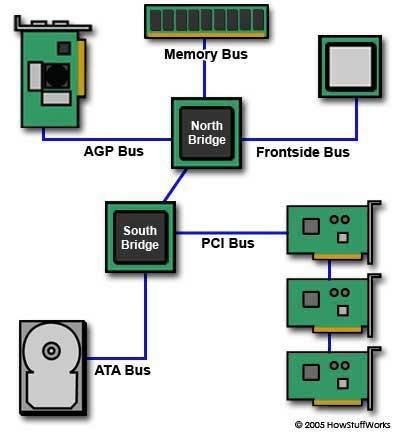 Memory Bus
North
Bridge
AGP Bus
Frontside Bus
South
Bridge
PCI Bus
ATA Bus
© 2005 HowStuffWorks